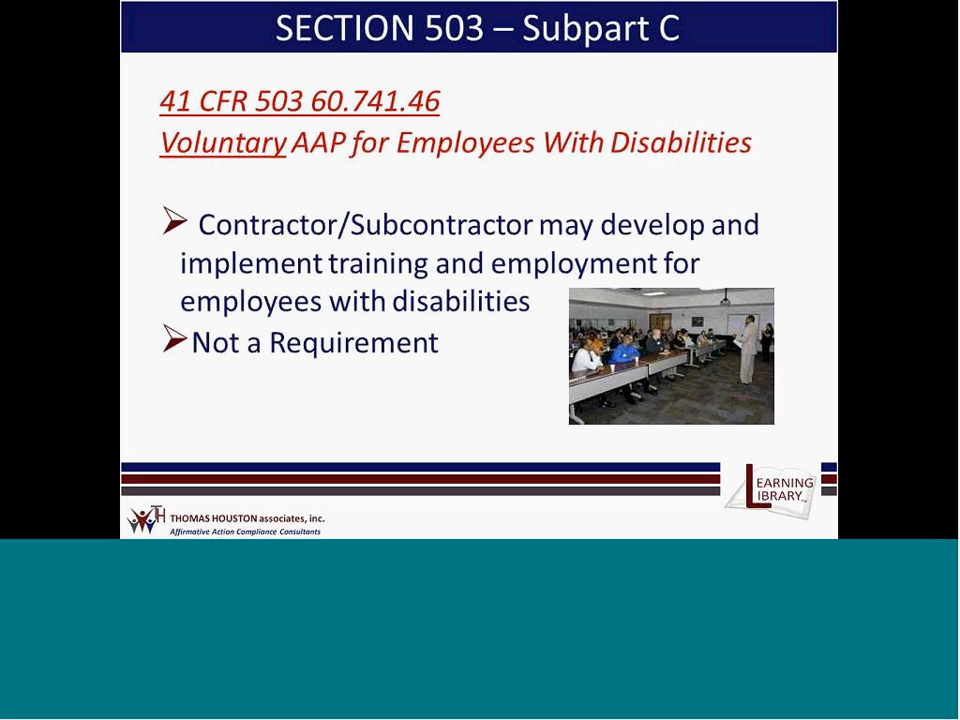 SECTION 503 – Subpart C
41 CFR 503 60.741.46
Voluntary AAP for Employees With Disabilities
➢ Contractor/Subcontractor may develop and
implement training and employment for
employees with disabilities
➢Not a Requirement
LEARNING
LIBRARY
TH
THOMAS HOUSTON associates, inc.
Affirmative Action Compliance Consultants